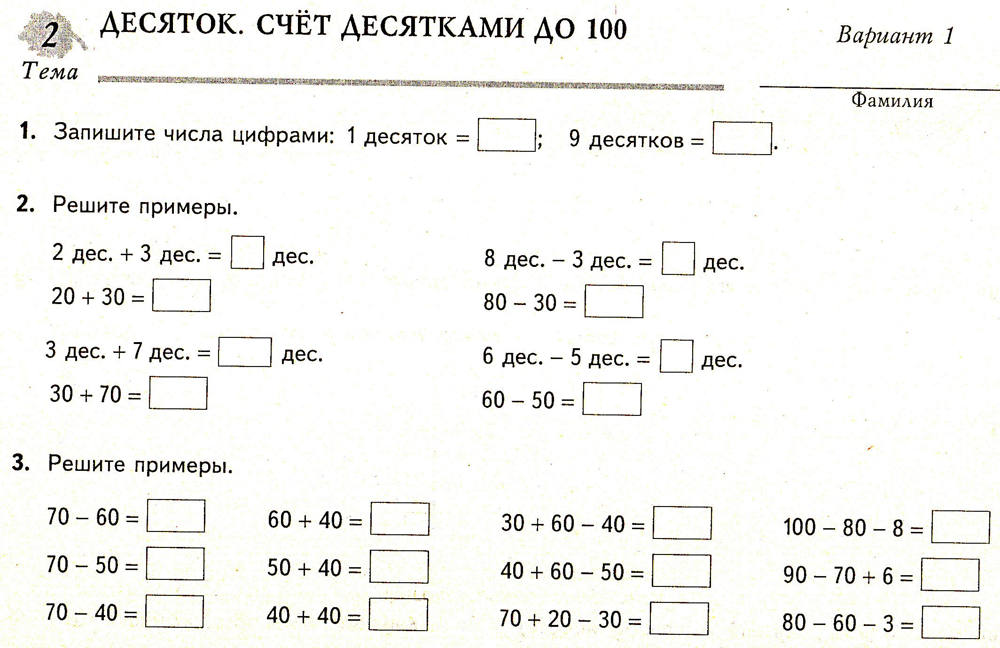 2 ДЕСЯТОК. СЧЁТ ДЕСЯТКАМИ ДО 100 Вариант 1
Тема
Фамилия
1. Запишите числа цифрами: 1 десяток = ; 9 десятков = .
2. Решите примеры.
2 дес. + 3 дес. = дес. 8 дес. – 3 дес. = дес.
20 + 30 = 80 – 30 =
3 дес. + 7 дес. = дес. 6 дес. – 5 дес. = дес.
30 + 70 = 60 – 50 =
3. Решите примеры.
70 – 60 = 60 + 40 = 30 + 60 – 40 = 100 – 80 – 8 =
70 – 50 = 50 + 40 = 40 + 60 – 50 = 90 – 70 + 6 =
70 – 40 = 40 + 40 = 70 + 20 – 30 = 80 – 60 – 3 =